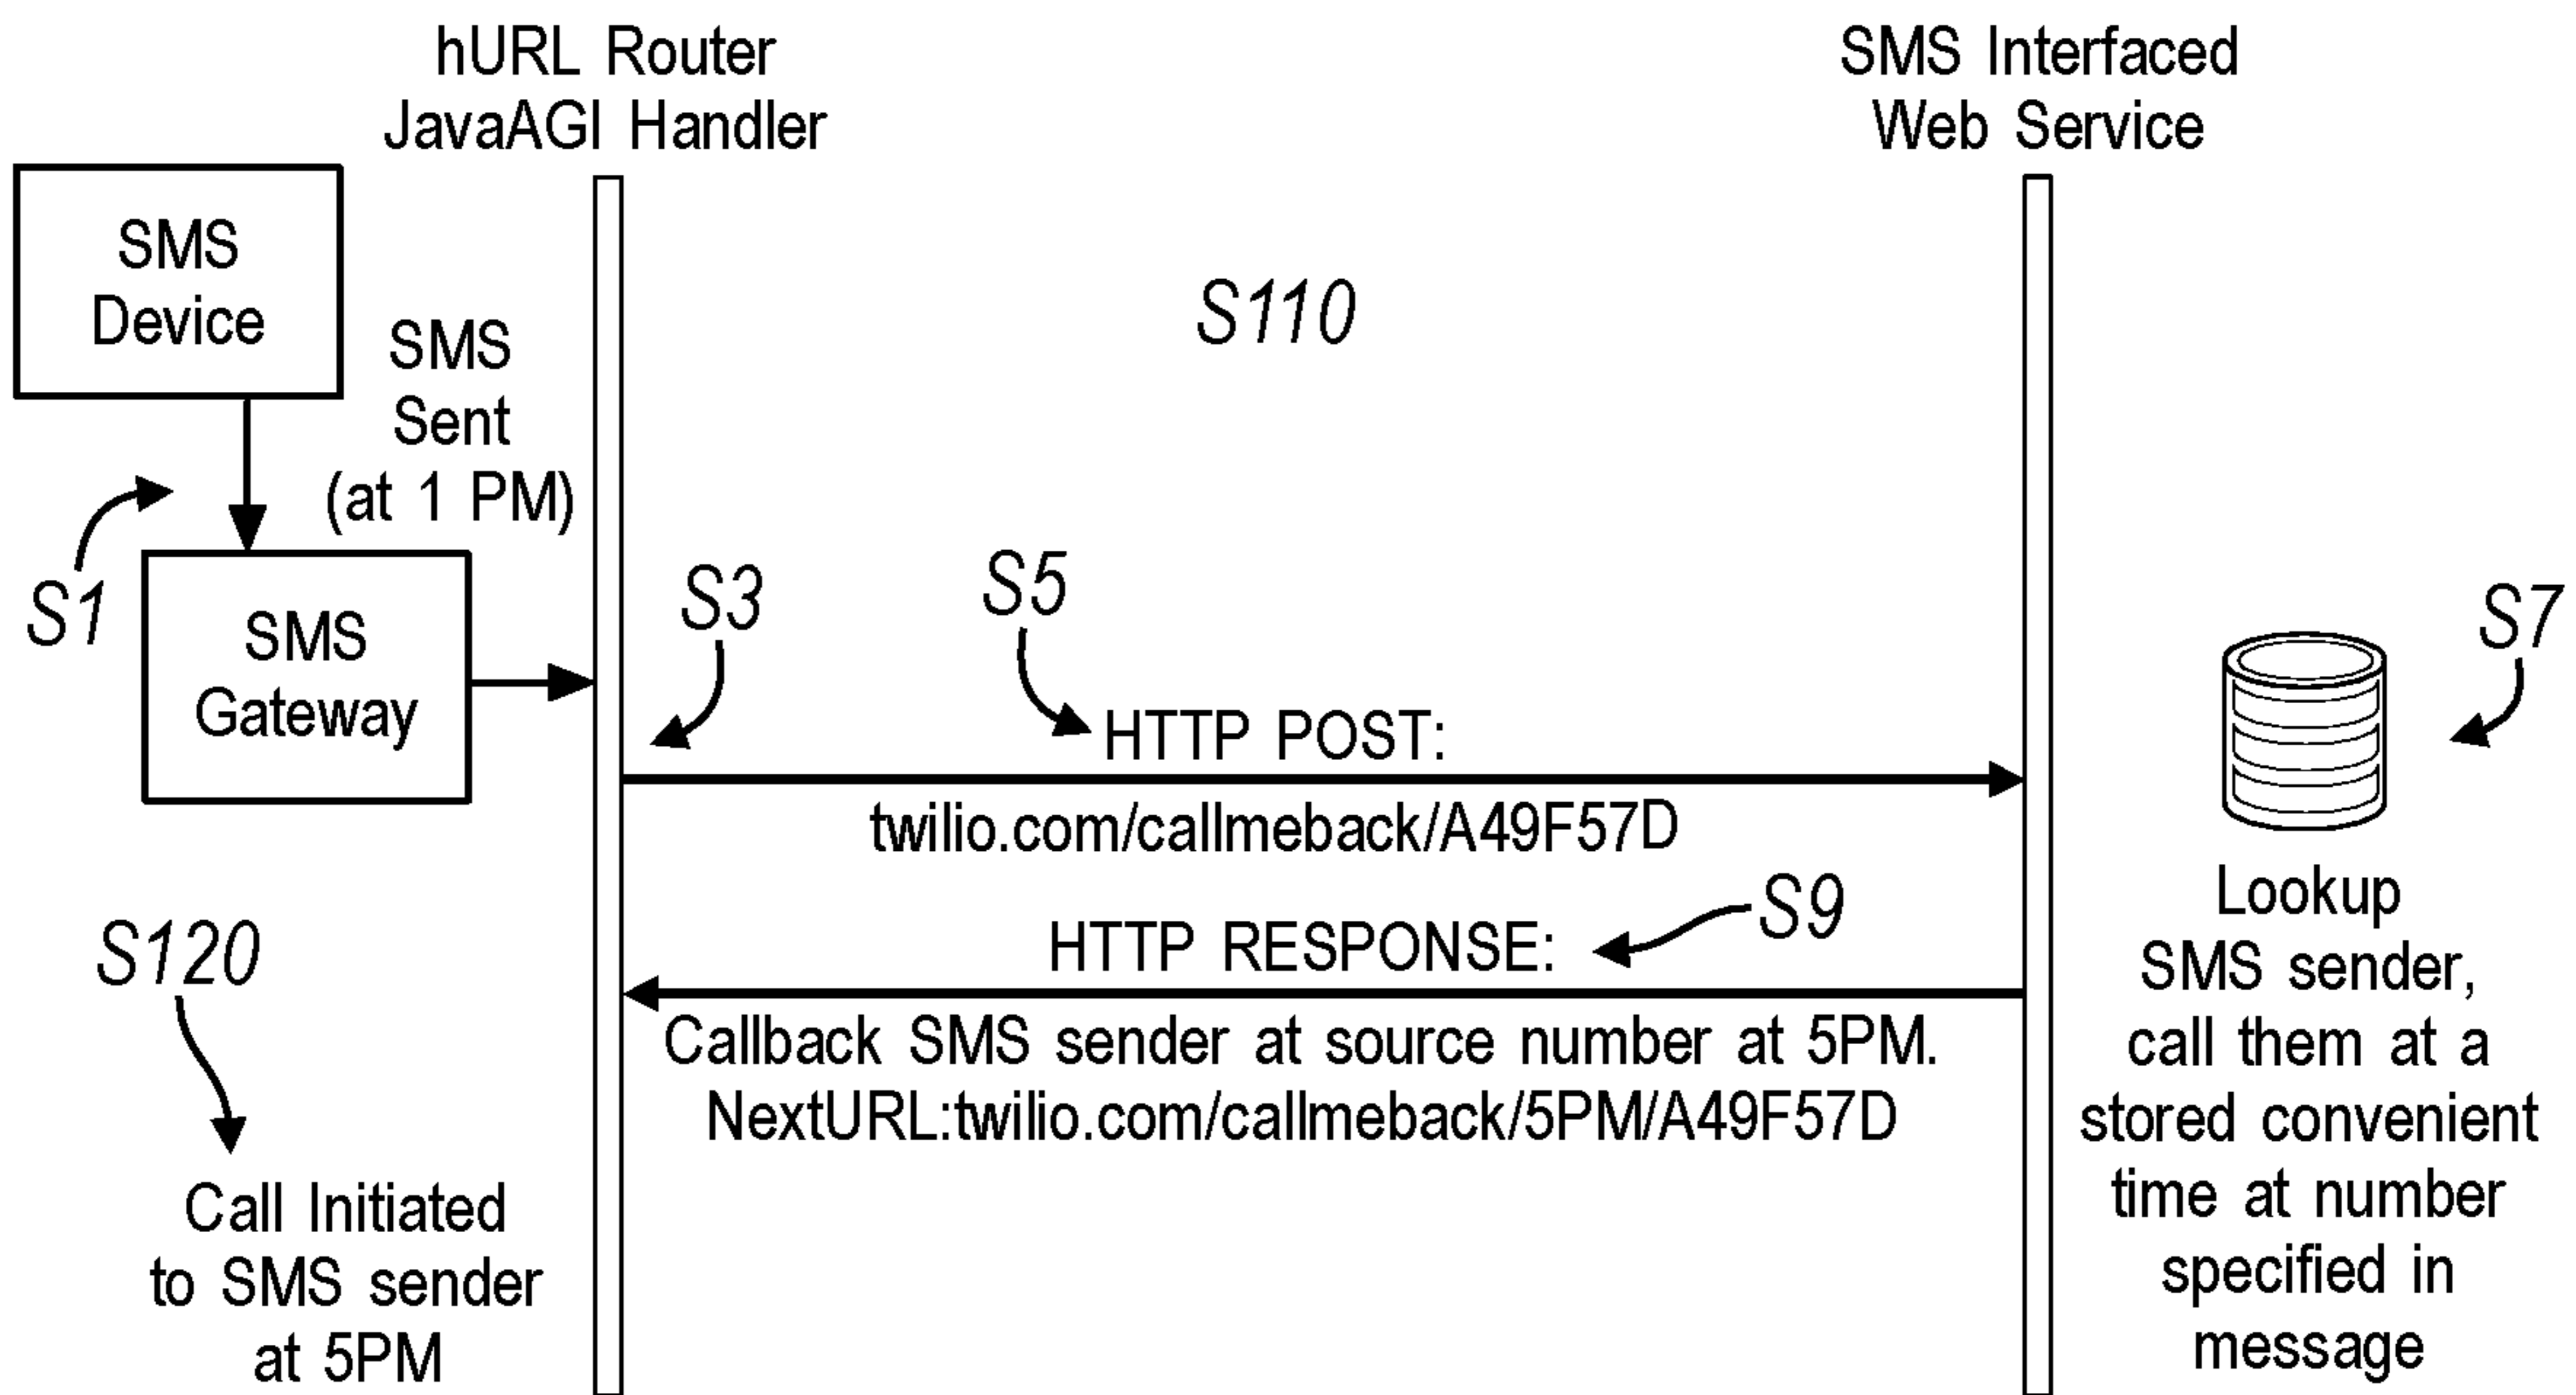 hURL Router
JavaAGI Handler
SMS Interfaced
Web Service
SMS
Device
SMS
Sent
(at 1 PM)
S110
S1
SMS
Gateway
S3
S5
S7
HTTP POST:
twilio.com/callmeback/A49F57D
S9
HTTP RESPONSE:
Callback SMS sender at source number at 5PM.
NextURL:twilio.com/callmeback/5PM/A49F57D
Lookup
SMS sender,
call them at a
stored convenient
time at number
specified in
message
S120
Call Initiated
to SMS sender
at 5PM